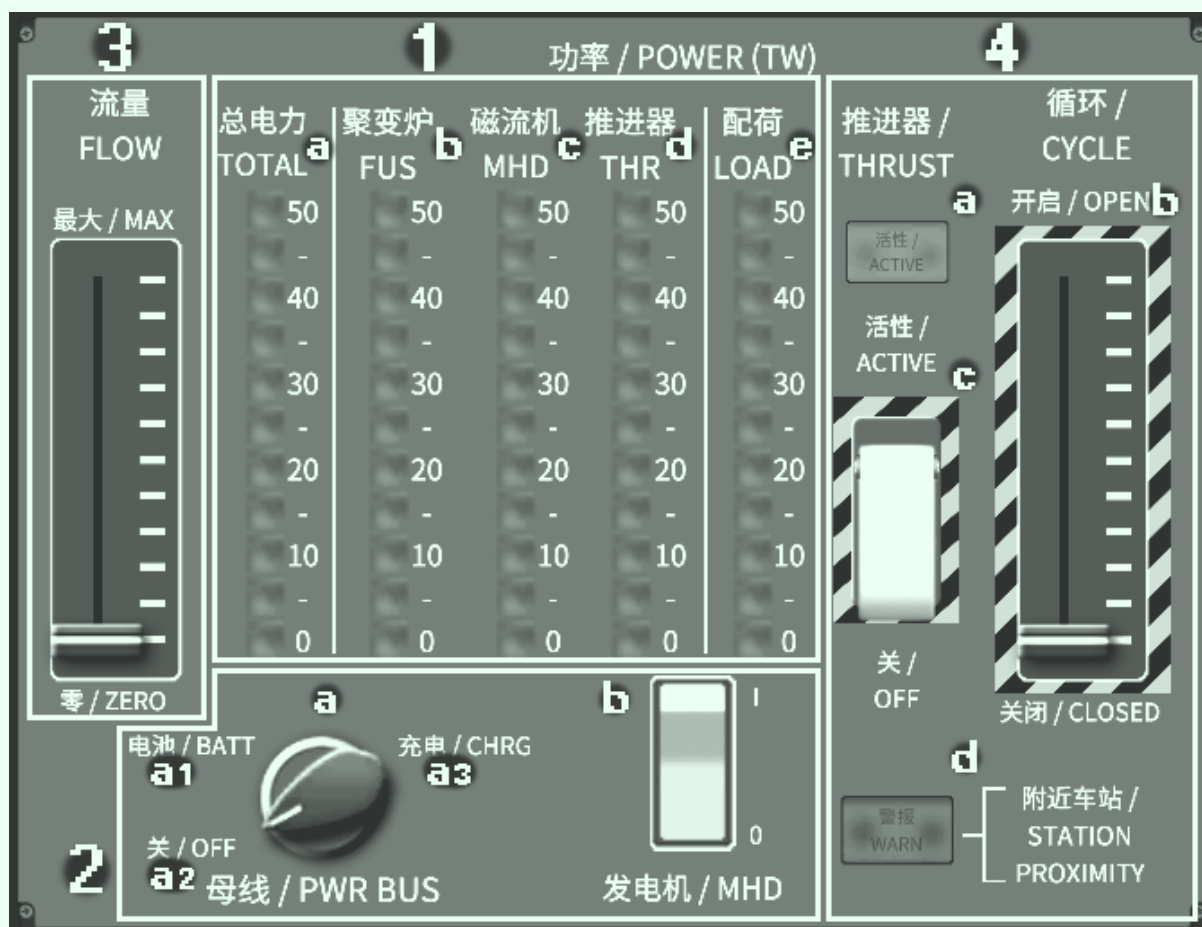 3
1
4
功率 / POWER (TW)
流量
FLOW
最大 / MAX
零 / ZERO
总电力
TOTAL
a
50
-
40
-
30
-
20
-
10
-
0
聚变炉
FUS
b
50
-
40
-
30
-
20
-
10
-
0
磁流机
MHD
c
50
-
40
-
30
-
20
-
10
-
0
推进器
THR
d
50
-
40
-
30
-
20
-
10
-
0
配荷
LOAD
e
50
-
40
-
30
-
20
-
10
-
0
推进器 /
THRUST
a
活性 /
ACTIVE
活性 /
ACTIVE
c
关 /
OFF
循环 /
CYCLE
开启 / OPEN
b
关闭 / CLOSED
d
警报
WARN
附近车站 /
STATION
PROXIMITY
2
a
电池 / BATT
a1
充电 / CHRG
a3
关 / OFF
a2
母线 / PWR BUS
b
I
0
发电机 / MHD